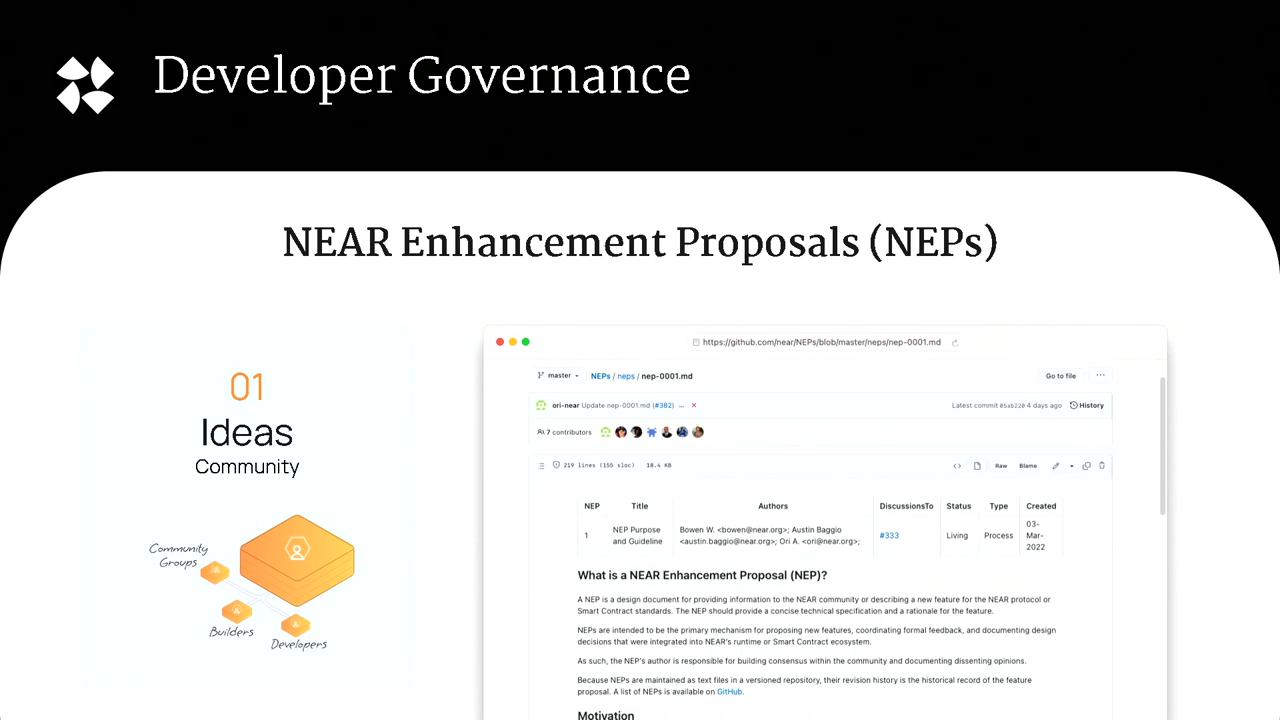 Developer Governance
NEAR Enhancement Proposals (NEPs)
01
Ideas
Community
Community
Groups
Builders
Developers
https://github.com/near/NEPs/blob/master/neps/nep-0001.md
master
NEPs / neps / nep-0001.md
Go to file
...
ori-near Update nep-0001.md (#382) ...
Latest commit #5ab220 4 days ago
History
7 contributors
219 lines (155 sloc) 18.4 KB
Raw
Blame
NEP Title Authors DiscussionsTo Status Type Created
1 NEP Purpose and Guideline Bowen W. <bowen@near.org>; Austin Baggio <austin.baggio@near.org>; Ori A. <ori@near.org>; #333 Living Process 03-Mar-2022
What is a NEAR Enhancement Proposal (NEP)?
A NEP is a design document for providing information to the NEAR community or describing a new feature for the NEAR protocol or
Smart Contract standards. The NEP should provide a concise technical specification and a rationale for the feature.
NEPs are intended to be the primary mechanism for proposing new features, coordinating formal feedback, and documenting design
decisions that were integrated into NEAR's runtime or Smart Contract ecosystem.
As such, the NEP's author is responsible for building consensus within the community and documenting dissenting opinions.
Because NEPs are maintained as text files in a versioned repository, their revision history is the historical record of the feature
proposal. A list of NEPs is available on GitHub.
Motivation